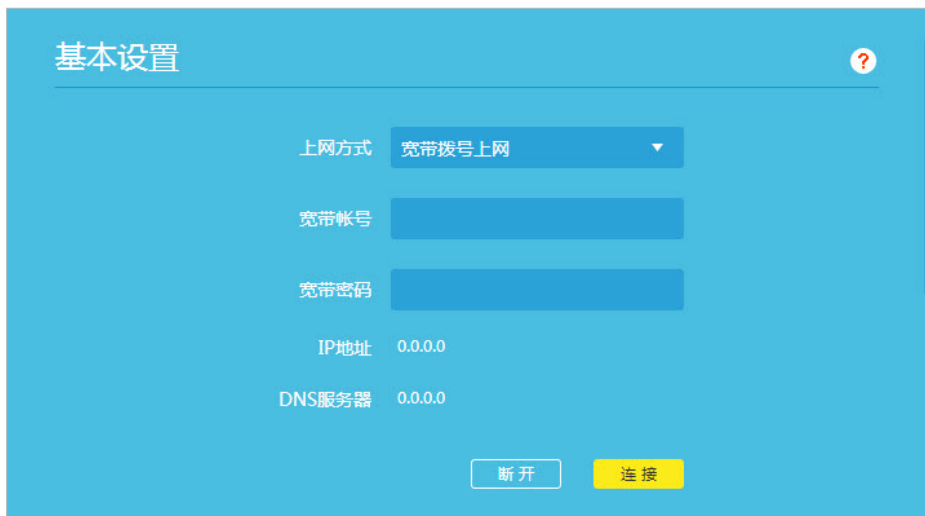 基本设置
?
上网方式 宽带拨号上网
宽带帐号
宽带密码
IP地址 0.0.0.0
DNS服务器 0.0.0.0
断开 连接